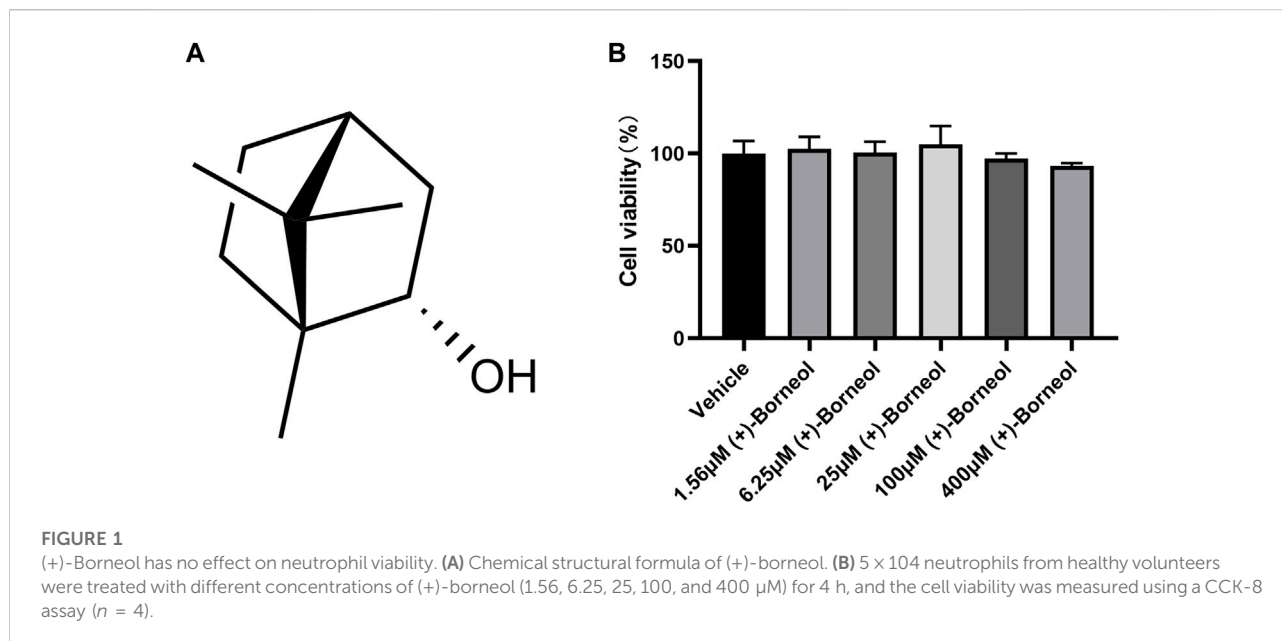 A
OH
B
Cell viability (%)
150
100
50
0
Vehicle
1.56μM (+)-Borneol
6.25μM (+)-Borneol
25μM (+)-Borneol
100μM (+)-Borneol
400μM (+)-Borneol
FIGURE 1
(+)-Borneol has no effect on neutrophil viability. (A) Chemical structural formula of (+)-borneol. (B) 5 × 104 neutrophils from healthy volunteers
were treated with different concentrations of (+)-borneol (1.56, 6.25, 25, 100, and 400 μM) for 4 h, and the cell viability was measured using a CCK-8
assay (n = 4).